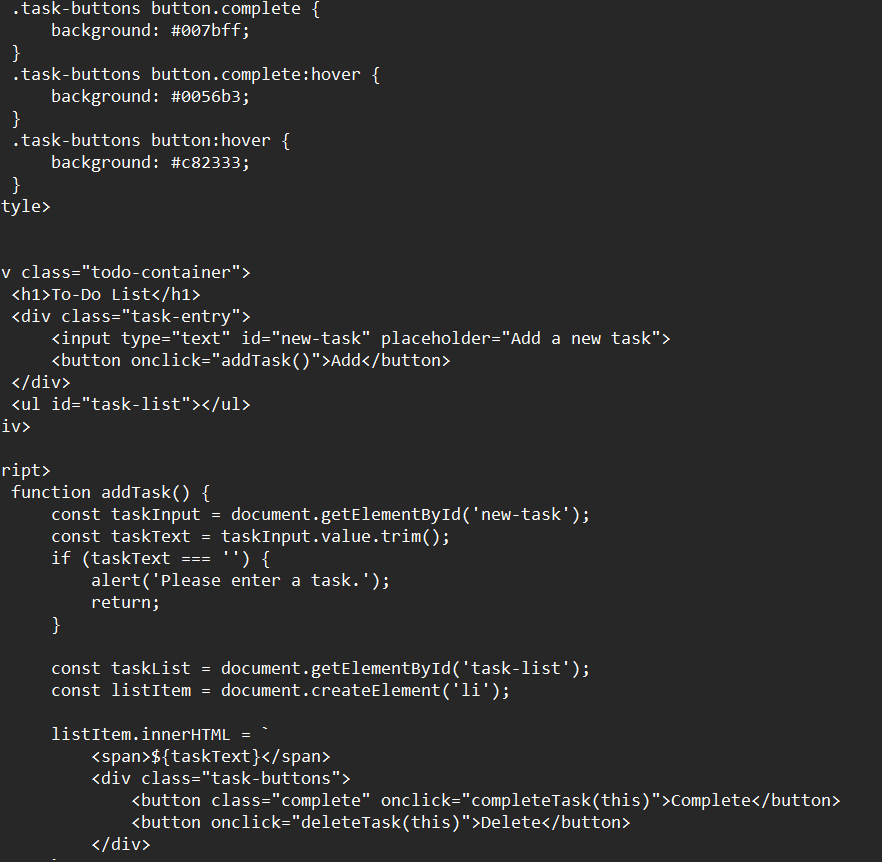 .task-buttons button.complete {
    background: #007bff;
}
.task-buttons button.complete:hover {
    background: #0056b3;
}
.task-buttons button:hover {
    background: #c82333;
}
tyle>
v class="todo-container">
<h1>To-Do List</h1>
<div class="task-entry">
    <input type="text" id="new-task" placeholder="Add a new task">
    <button onclick="addTask()">Add</button>
</div>
<ul id="task-list"></ul>
iv>
ript>
function addTask() {
    const taskInput = document.getElementById('new-task');
    const taskText = taskInput.value.trim();
    if (taskText === '') {
        alert('Please enter a task.');
        return;
    }
    const taskList = document.getElementById('task-list');
    const listItem = document.createElement('li');
    listItem.innerHTML = `
        <span>${taskText}</span>
        <div class="task-buttons">
            <button class="complete" onclick="completeTask(this)">Complete</button>
            <button onclick="deleteTask(this)">Delete</button>
        </div>